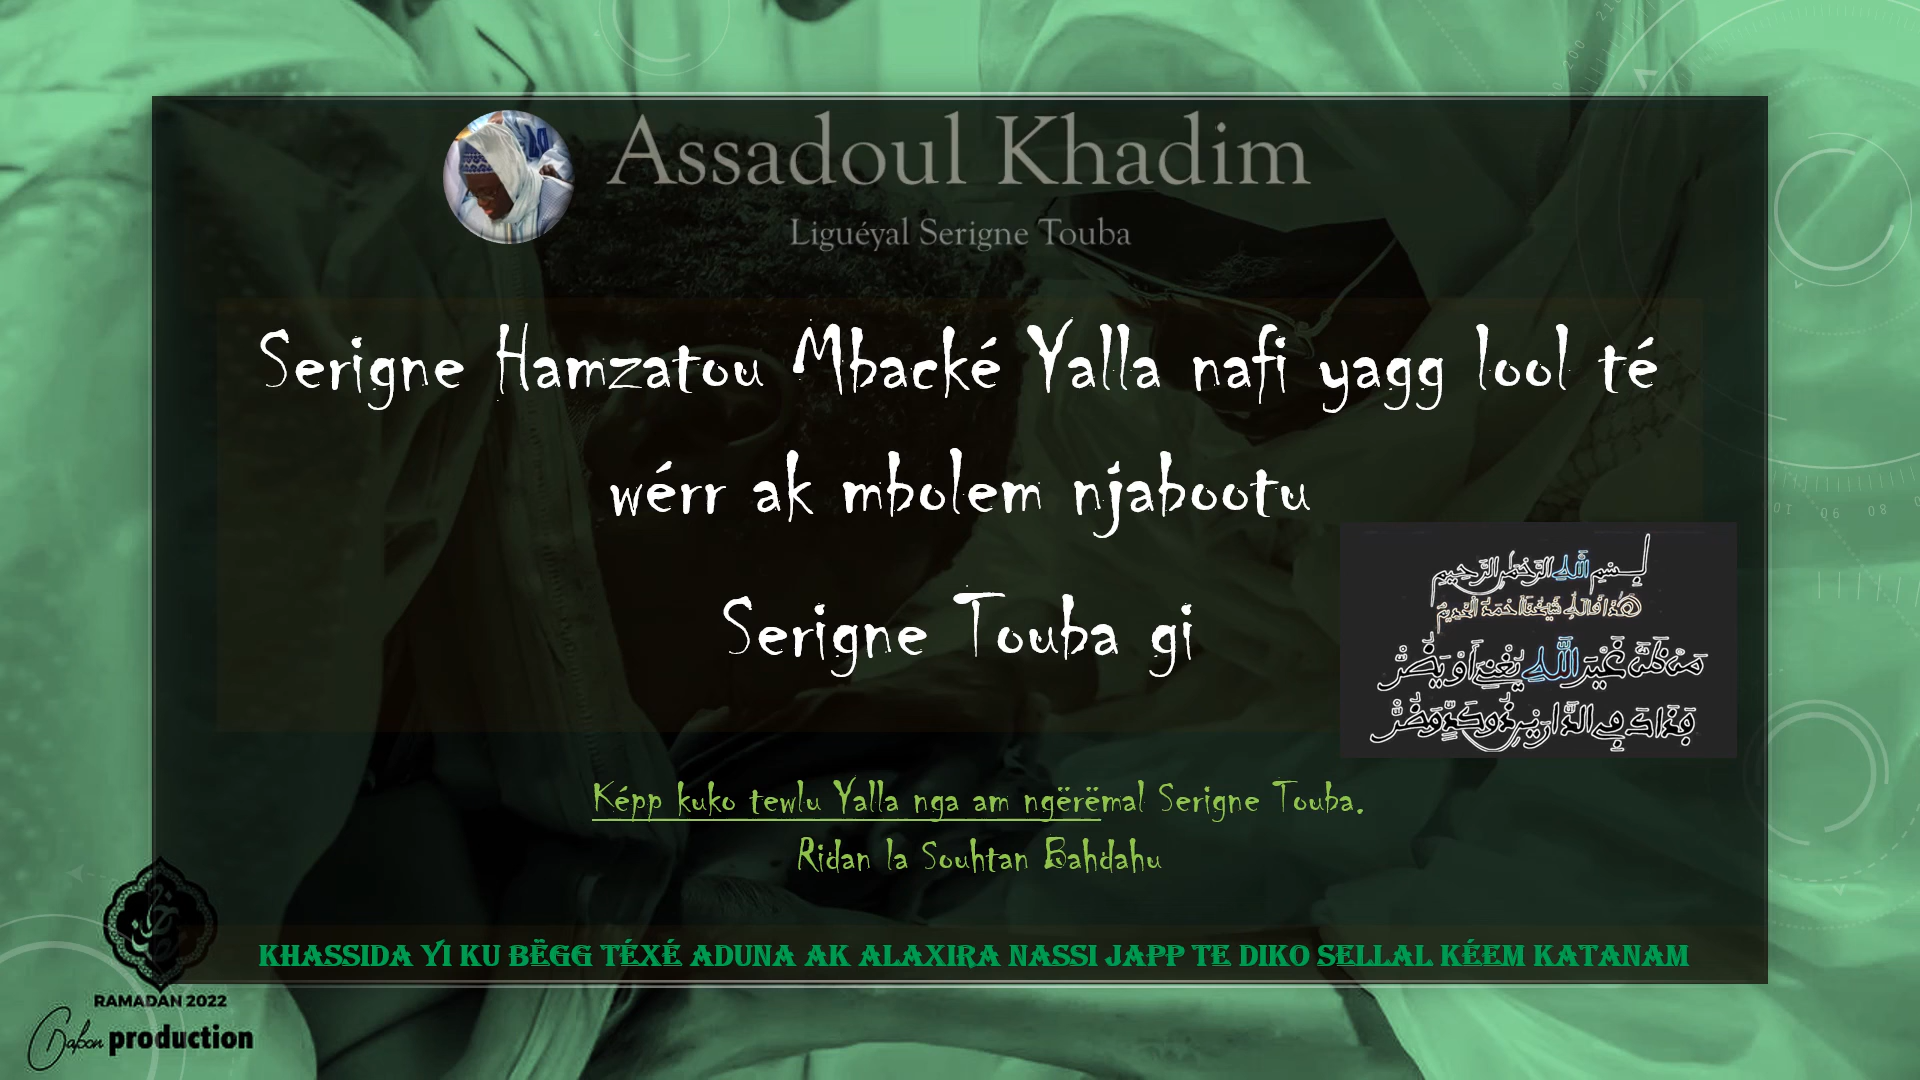 Assadoul Khadim
Liguéyal Serigne Touba
Serigne Hamzatou Mbacké Yalla nafi yagg lool té
wérr ak mbolem njabootu
Serigne Touba gi
بِسْمِ اللَّهِ الرَّحْمَٰنِ الرَّحِيمِ
مَن ظَنَّ غَيْرَ اللَّهِ يُغْنِي أَوْ يَضُرُّ
Képp kuko tewlu Yalla nga am ngërëmal Serigne Touba.
Ridan la Souhtan Bahdahu
KHASSIDA YI KU BËGG TÉXÉ ADUNA AK ALAXIRA NASSI JAPP TE DIKO SELLAL KÉEM KATANAM
RAMADAN 2022
production